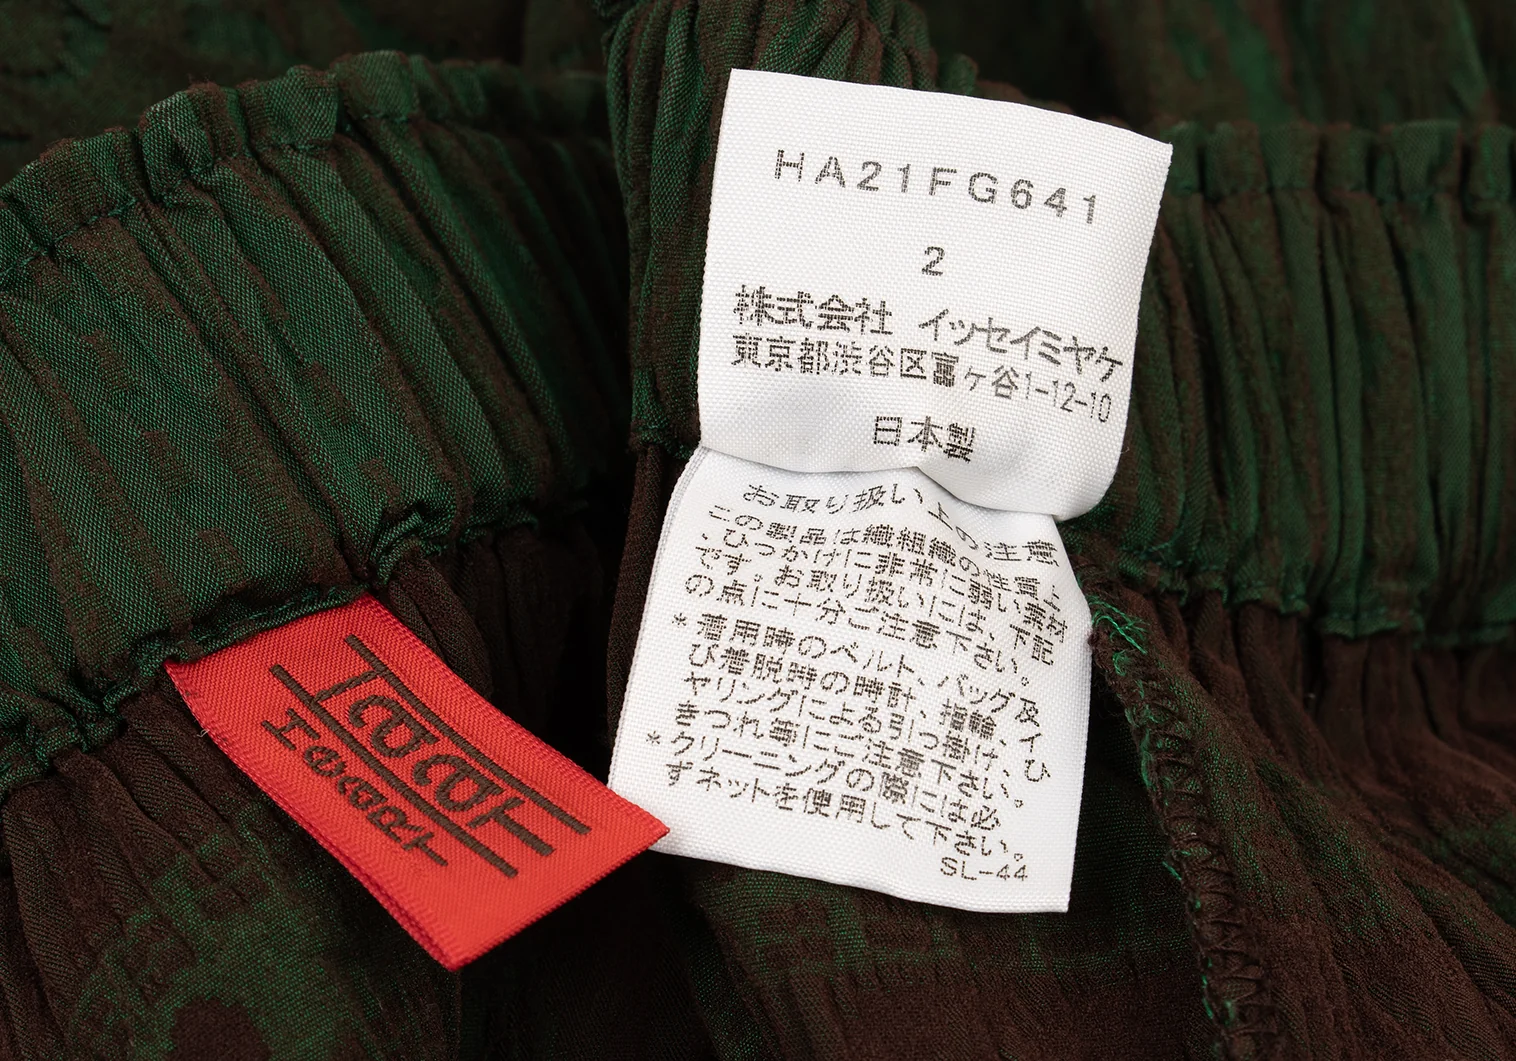 HA21FG641
2
株式会社 イッセイミヤケ
東京都渋谷区富ヶ谷1-12-10
日本製
お取り扱い上の注意
この製品は織組織の性質上
、ひっかけに非常に弱い素材
です。お取り扱いには、下記
の点に十分ご注意下さい。
*着用時のベルト、バッグ及
び着脱時の時計、指輪、イ
ヤリングによる引っ掛け、ひ
きつれ等にご注意下さい。
*クリーニングの際には必
ずネットを使用して下さい。
SL-44
HaaT
HeaRT